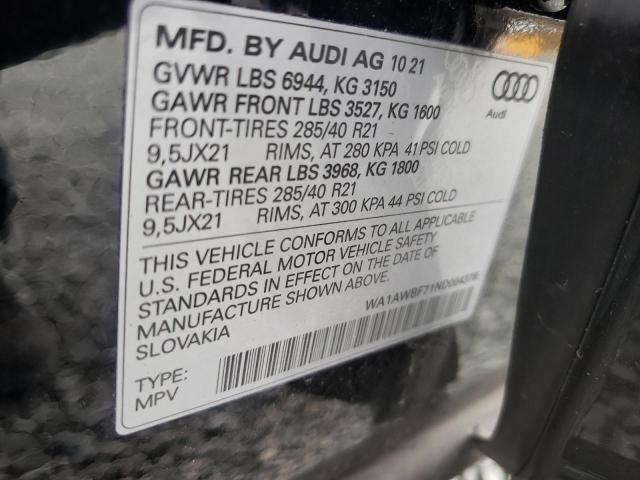 MFD. BY AUDI AG 10 21
GVWR LBS 6944, KG 3150
GAWR FRONT LBS 3527, KG 1600
FRONT-TIRES 285/40 R21
9,5JX21 RIMS, AT 280 KPA 41 PSI COLD
GAWR REAR LBS 3968, KG 1800
REAR-TIRES 285/40 R21
9,5JX21 RIMS, AT 300 KPA 44 PSI COLD
Audi
THIS VEHICLE CONFORMS TO ALL APPLICABLE
U.S. FEDERAL MOTOR VEHICLE SAFETY
STANDARDS IN EFFECT ON THE DATE OF
MANUFACTURE SHOWN ABOVE.
SLOVAKIA
WA1AWBF71ND004376
TYPE:
MPV